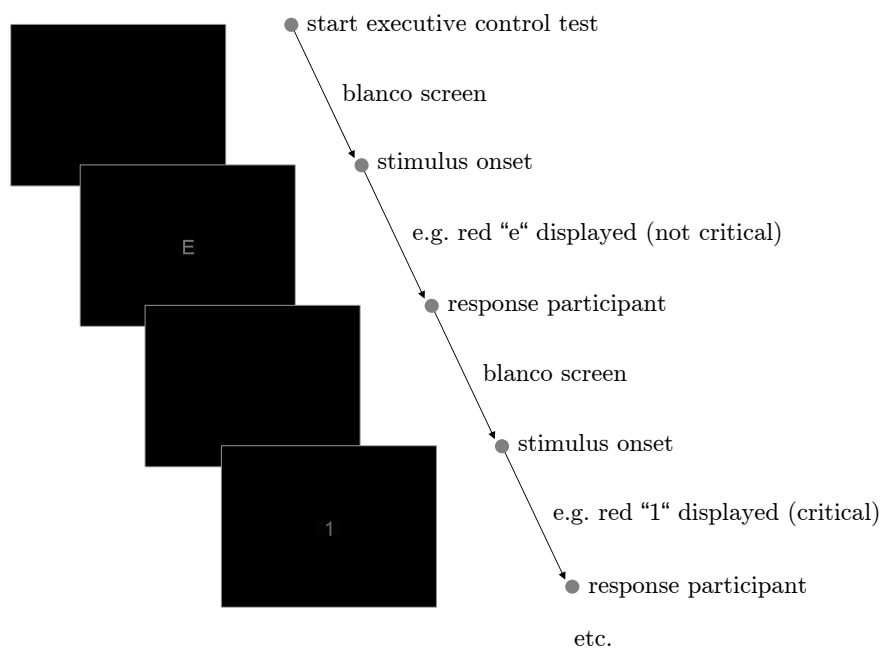 start executive control test
blanco screen
stimulus onset
E
e.g. red “e“ displayed (not critical)
response participant
blanco screen
stimulus onset
e.g. red “1“ displayed (critical)
1
response participant
etc.